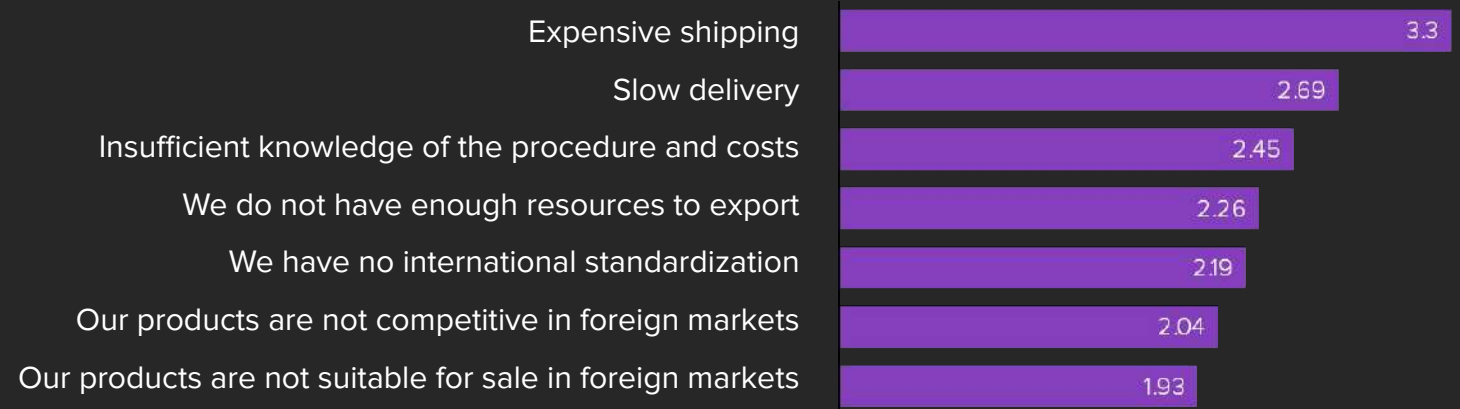 Expensive shipping 3.3
Slow delivery 2.69
Insufficient knowledge of the procedure and costs 2.45
We do not have enough resources to export 2.26
We have no international standardization 2.19
Our products are not competitive in foreign markets 2.04
Our products are not suitable for sale in foreign markets 1.93